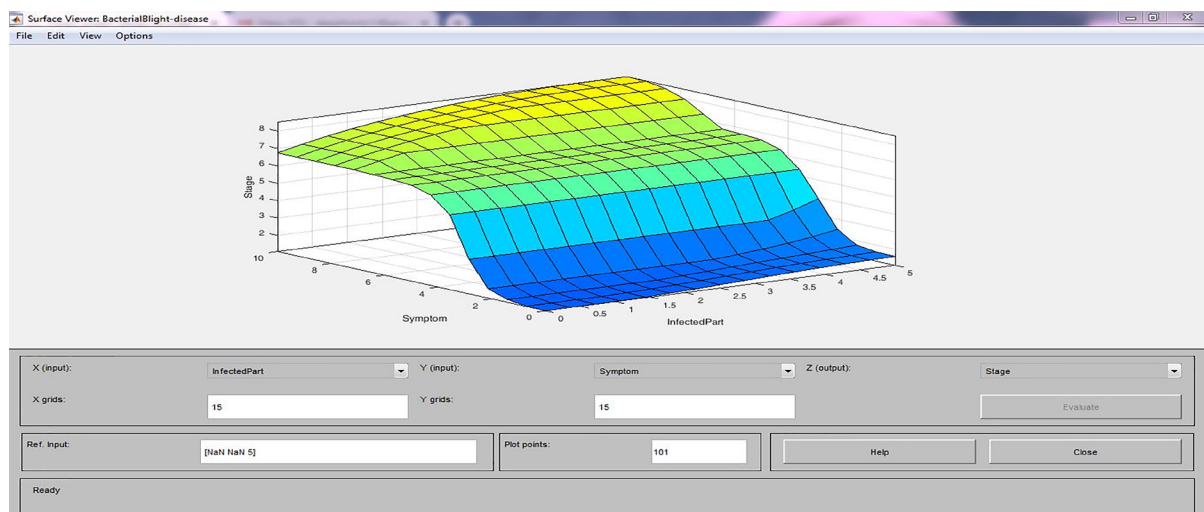 Surface Viewer: BacterialBlight-disease
File Edit View Options
8
7
6
5
4
3
2
Stage
10
8
6
4
2
0
Symptom
0
0.5
1
1.5
2
2.5
3
3.5
4
4.5
5
InfectedPart
X (input): InfectedPart Y (input): Symptom Z (output): Stage
X grids: 15 Y grids: 15 Evaluate
Ref. Input: [NaN NaN 5] Plot points: 101 Help Close
Ready